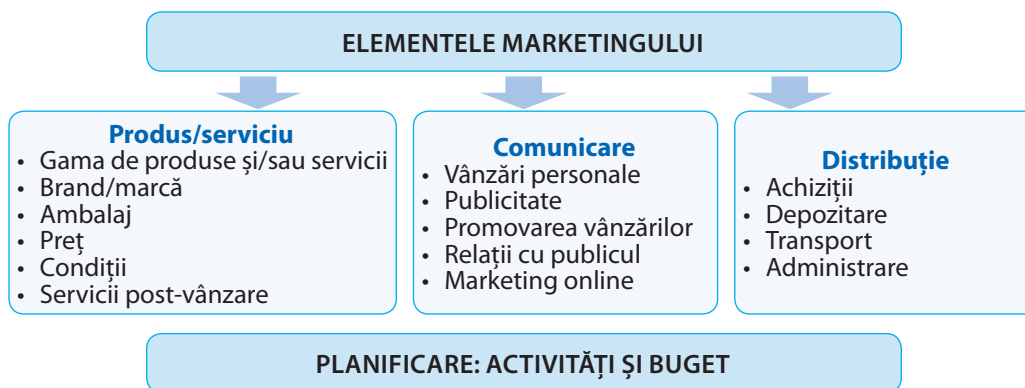 ELEMENTELE MARKETINGULUI
Produs/serviciu
• Gama de produse și/sau servicii
• Brand/marcă
• Ambalaj
• Preț
• Condiții
• Servicii post-vânzare
Comunicare
• Vânzări personale
• Publicitate
• Promovarea vânzărilor
• Relații cu publicul
• Marketing online
Distribuție
• Achiziții
• Depozitare
• Transport
• Administrare
PLANIFICARE: ACTIVITĂȚI ȘI BUGET